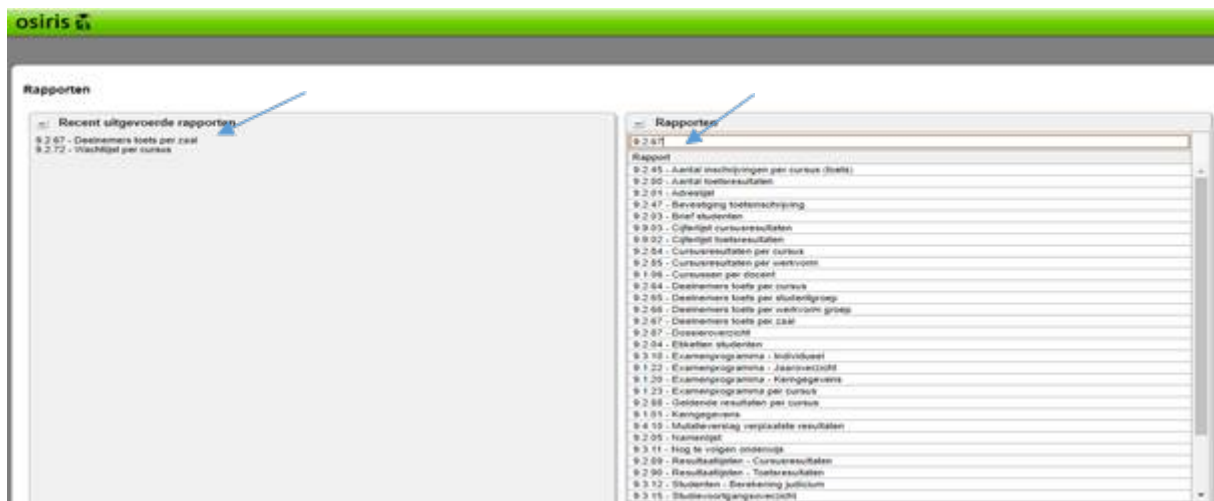 osiris
Rapporten
Recent uitgevoerde rapporten
9.2.67 - Deelnemers toets per zaal
9.2.72 - Wachtlijst per cursus
Rapporten
9.2.67
Rapport
9.2.45 - Aantal inschrijvingen per cursus (toets)
9.2.80 - Aantal toetsresultaten
9.2.01 - Adreslijst
9.2.47 - Bevestiging toetsinschrijving
9.2.03 - Brief studenten
9.9.03 - Cijferlijst cursusresultaten
9.9.02 - Cijferlijst toetsresultaten
9.2.84 - Cursusresultaten per cursus
9.2.85 - Cursusresultaten per werkvorm
9.1.06 - Cursussen per docent
9.2.64 - Deelnemers toets per cursus
9.2.65 - Deelnemers toets per studentgroep
9.2.66 - Deelnemers toets per werkvorm groep
9.2.67 - Deelnemers toets per zaal
9.2.87 - Dossieroverzicht
9.2.04 - Etiketten studenten
9.3.10 - Examenprogramma - Individueel
9.1.22 - Examenprogramma - Jaaroverzicht
9.1.20 - Examenprogramma - Kerngegevens
9.1.23 - Examenprogramma per cursus
9.2.88 - Geldende resultaten per cursus
9.1.01 - Kerngegevens
9.4.10 - Mutatieverslag verplaatste resultaten
9.2.05 - Namenlijst
9.3.11 - Nog te volgen onderwijs
9.2.89 - Resultaatlijsten - Cursusresultaten
9.2.90 - Resultaatlijsten - Toetsresultaten
9.3.12 - Studenten - Berekening judicium
9.3.15 - Studievoortgangsoverzicht